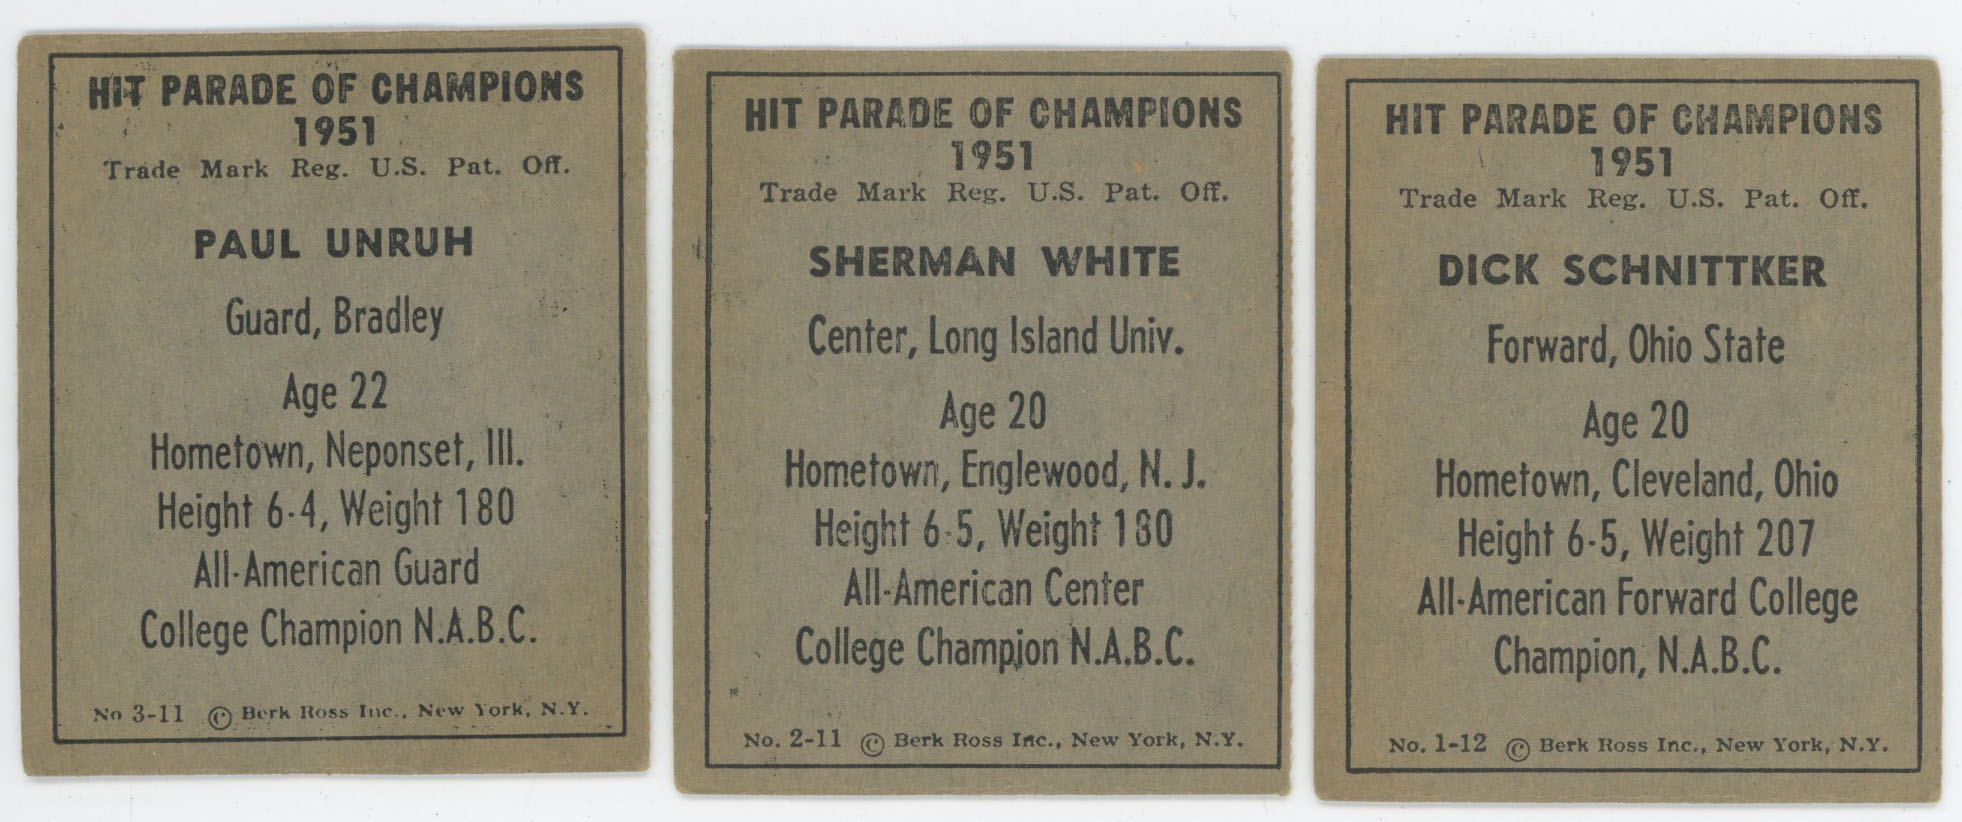 HIT PARADE OF CHAMPIONS
1951
Trade Mark Reg. U.S. Pat. Off.
PAUL UNRUH
Guard, Bradley
Age 22
Hometown, Neponset, Ill.
Height 6-4, Weight 180
All-American Guard
College Champion N.A.B.C.
No 3-11 © Berk Ross Inc., New York, N.Y.
HIT PARADE OF CHAMPIONS
1951
Trade Mark Reg. U.S. Pat. Off.
SHERMAN WHITE
Center, Long Island Univ.
Age 20
Hometown, Englewood, N. J.
Height 6-5, Weight 180
All-American Center
College Champion N.A.B.C.
No. 2-11 © Berk Ross Inc., New York, N.Y.
HIT PARADE OF CHAMPIONS
1951
Trade Mark Reg. U.S. Pat. Off.
DICK SCHNITTKER
Forward, Ohio State
Age 20
Hometown, Cleveland, Ohio
Height 6-5, Weight 207
All-American Forward College
Champion, N.A.B.C.
No. 1-12 © Berk Ross Inc., New York, N.Y.